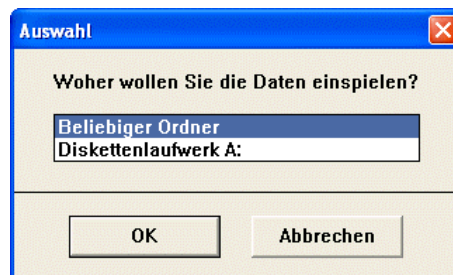 Auswahl
Woher wollen Sie die Daten einspielen?
Beliebiger Ordner
Diskettenlaufwerk A:
OK
Abbrechen